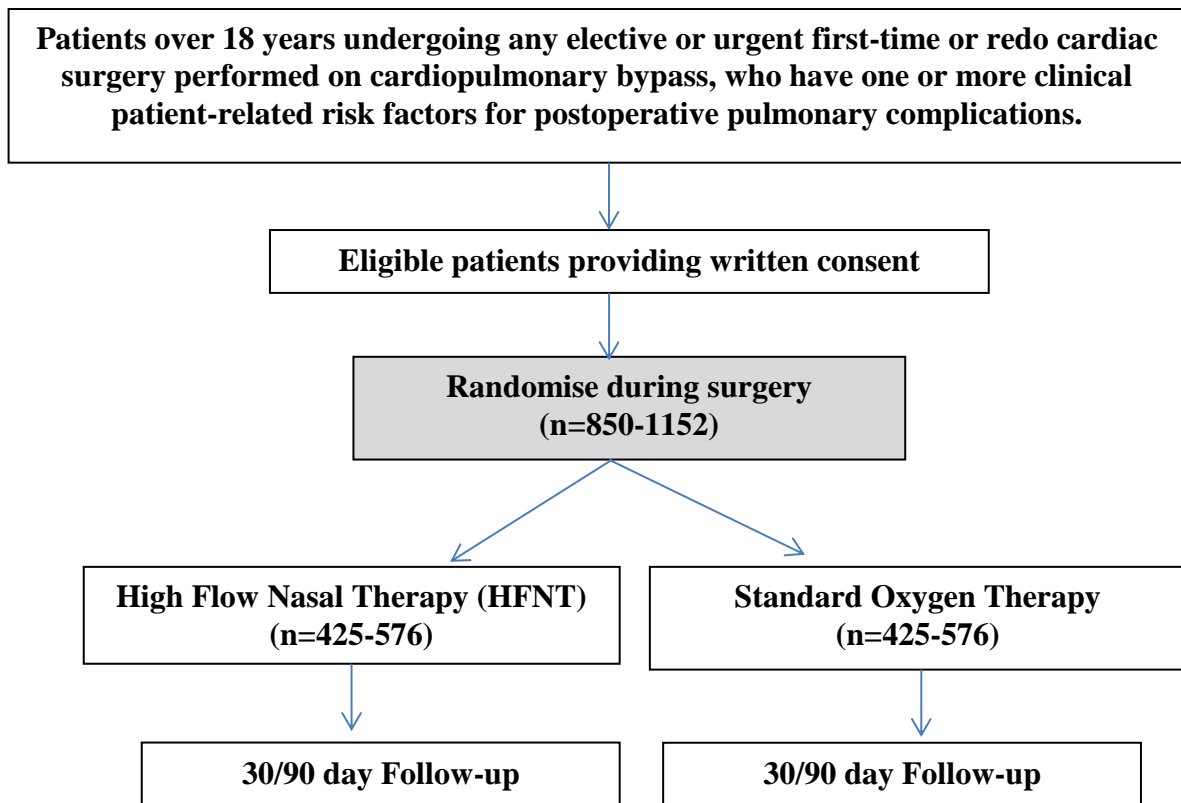 Patients over 18 years undergoing any elective or urgent first-time or redo cardiac
surgery performed on cardiopulmonary bypass, who have one or more clinical
patient-related risk factors for postoperative pulmonary complications.
Eligible patients providing written consent
Randomise during surgery
(n=850-1152)
High Flow Nasal Therapy (HFNT)
(n=425-576)
Standard Oxygen Therapy
(n=425-576)
30/90 day Follow-up
30/90 day Follow-up